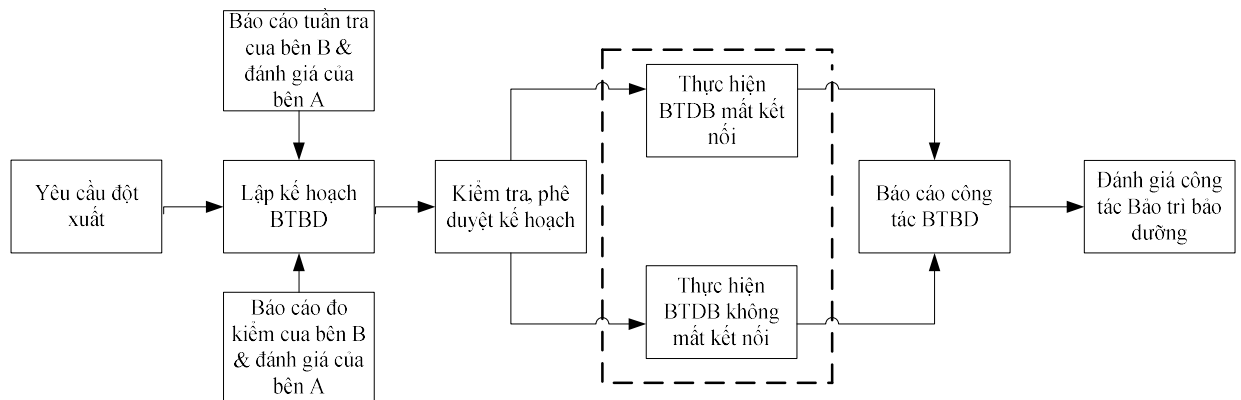 Báo cáo tuần tra
cua bên B &
đánh giá của
bên A
Yêu cầu đột
xuất
Lập kế hoạch
BTBD
Báo cáo đo
kiểm cua bên B
& đánh giá của
bên A
Kiểm tra, phê
duyệt kế hoạch
Thực hiện
BTDB mất kết
nối
Thực hiện
BTDB không
mất kết nối
Báo cáo công
tác BTBD
Đánh giá công
tác Bảo trì bảo
dưỡng